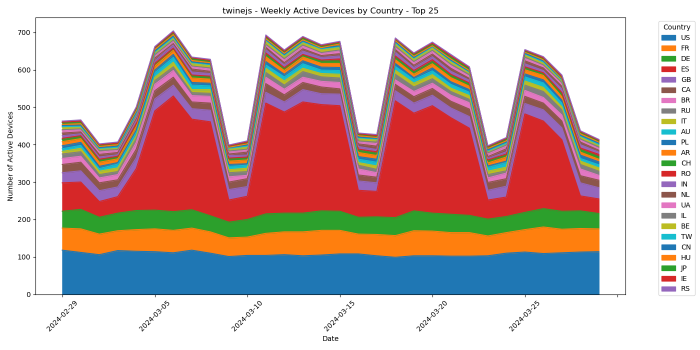 twinejs - Weekly Active Devices by Country - Top 25
Number of Active Devices
700
600
500
400
300
200
100
0
2024-02-29
2024-03-05
2024-03-10
2024-03-15
2024-03-20
2024-03-25
Date
Country
US
FR
DE
ES
GB
CA
BR
RU
IT
AU
PL
AR
CH
RO
IN
NL
UA
IL
BE
TW
CN
HU
JP
IE
RS